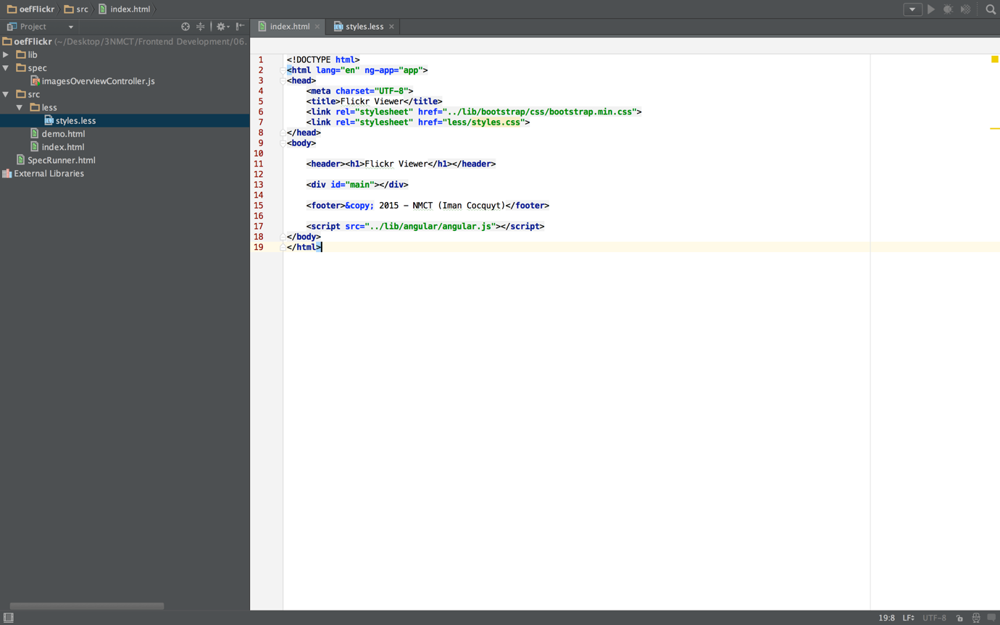 oefFlickr src index.html
Project
index.html styles.less
oefFlickr (~/Desktop/3NMCT/Frontend Development/06.
lib
spec
imagesOverviewController.js
src
less
styles.less
demo.html
index.html
SpecRunner.html
External Libraries
1 <!DOCTYPE html>
2 <html lang="en" ng-app="app">
3 <head>
4 <meta charset="UTF-8">
5 <title>Flickr Viewer</title>
6 <link rel="stylesheet" href="../lib/bootstrap/css/bootstrap.min.css">
7 <link rel="stylesheet" href="less/styles.css">
8 </head>
9 <body>
10
11 <header><h1>Flickr Viewer</h1></header>
12
13 <div id="main"></div>
14
15 <footer>&copy; 2015 - NMCT (Iman Cocquyt)</footer>
16
17 <script src="../lib/angular/angular.js"></script>
18 </body>
19 </html>
19:8 LF UTF-8